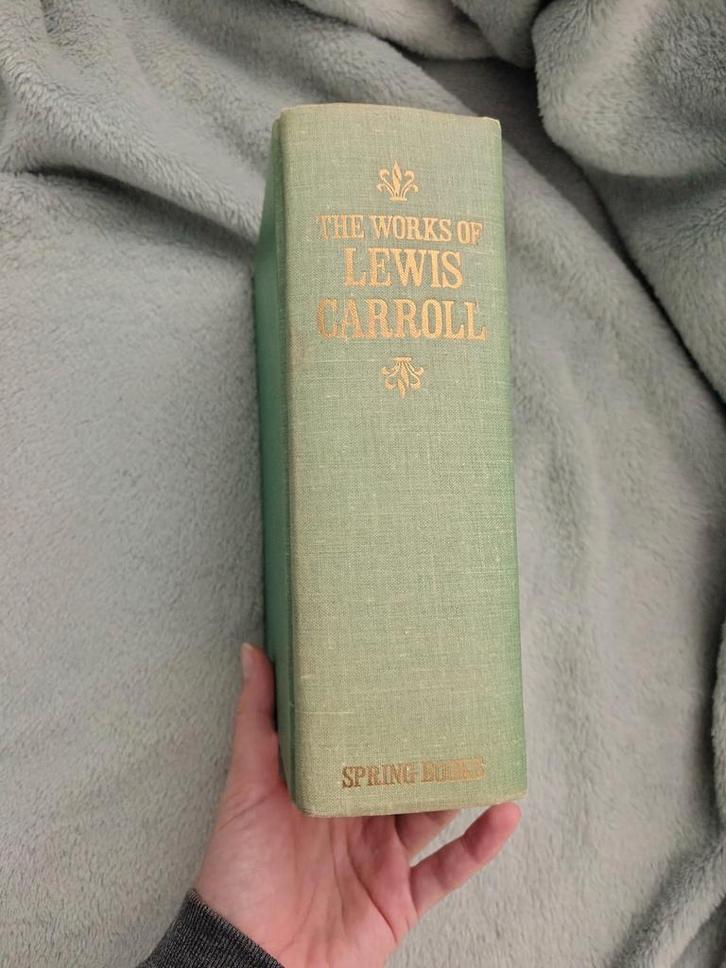 THE WORKS OF
LEWIS
CARROLL
SPRING BOOKS